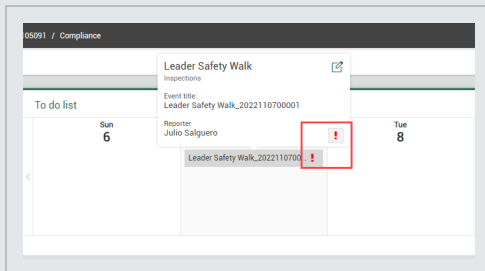 05091 / Compliance
Leader Safety Walk
Inspections
Event title:
Leader Safety Walk_2022110700001
Reporter
Julio Salguero
!
To do list
Sun
6
Tue
8
Leader Safety Walk_2022110700... !